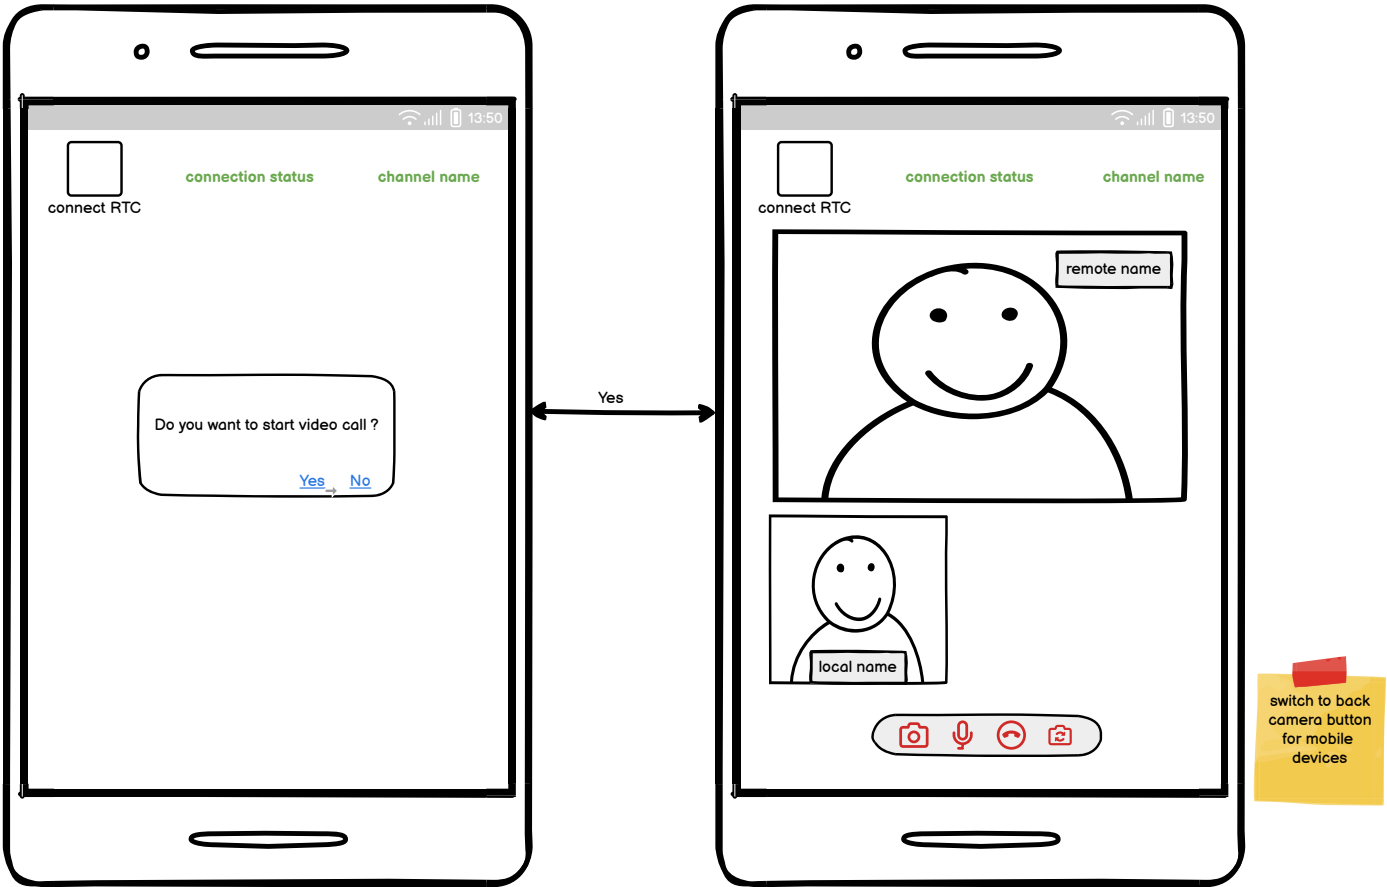 13:50
connection status
channel name
connect RTC
Do you want to start video call ?
Yes
No
Yes
13:50
connection status
channel name
connect RTC
remote name
local name
switch to back
camera button
for mobile
devices